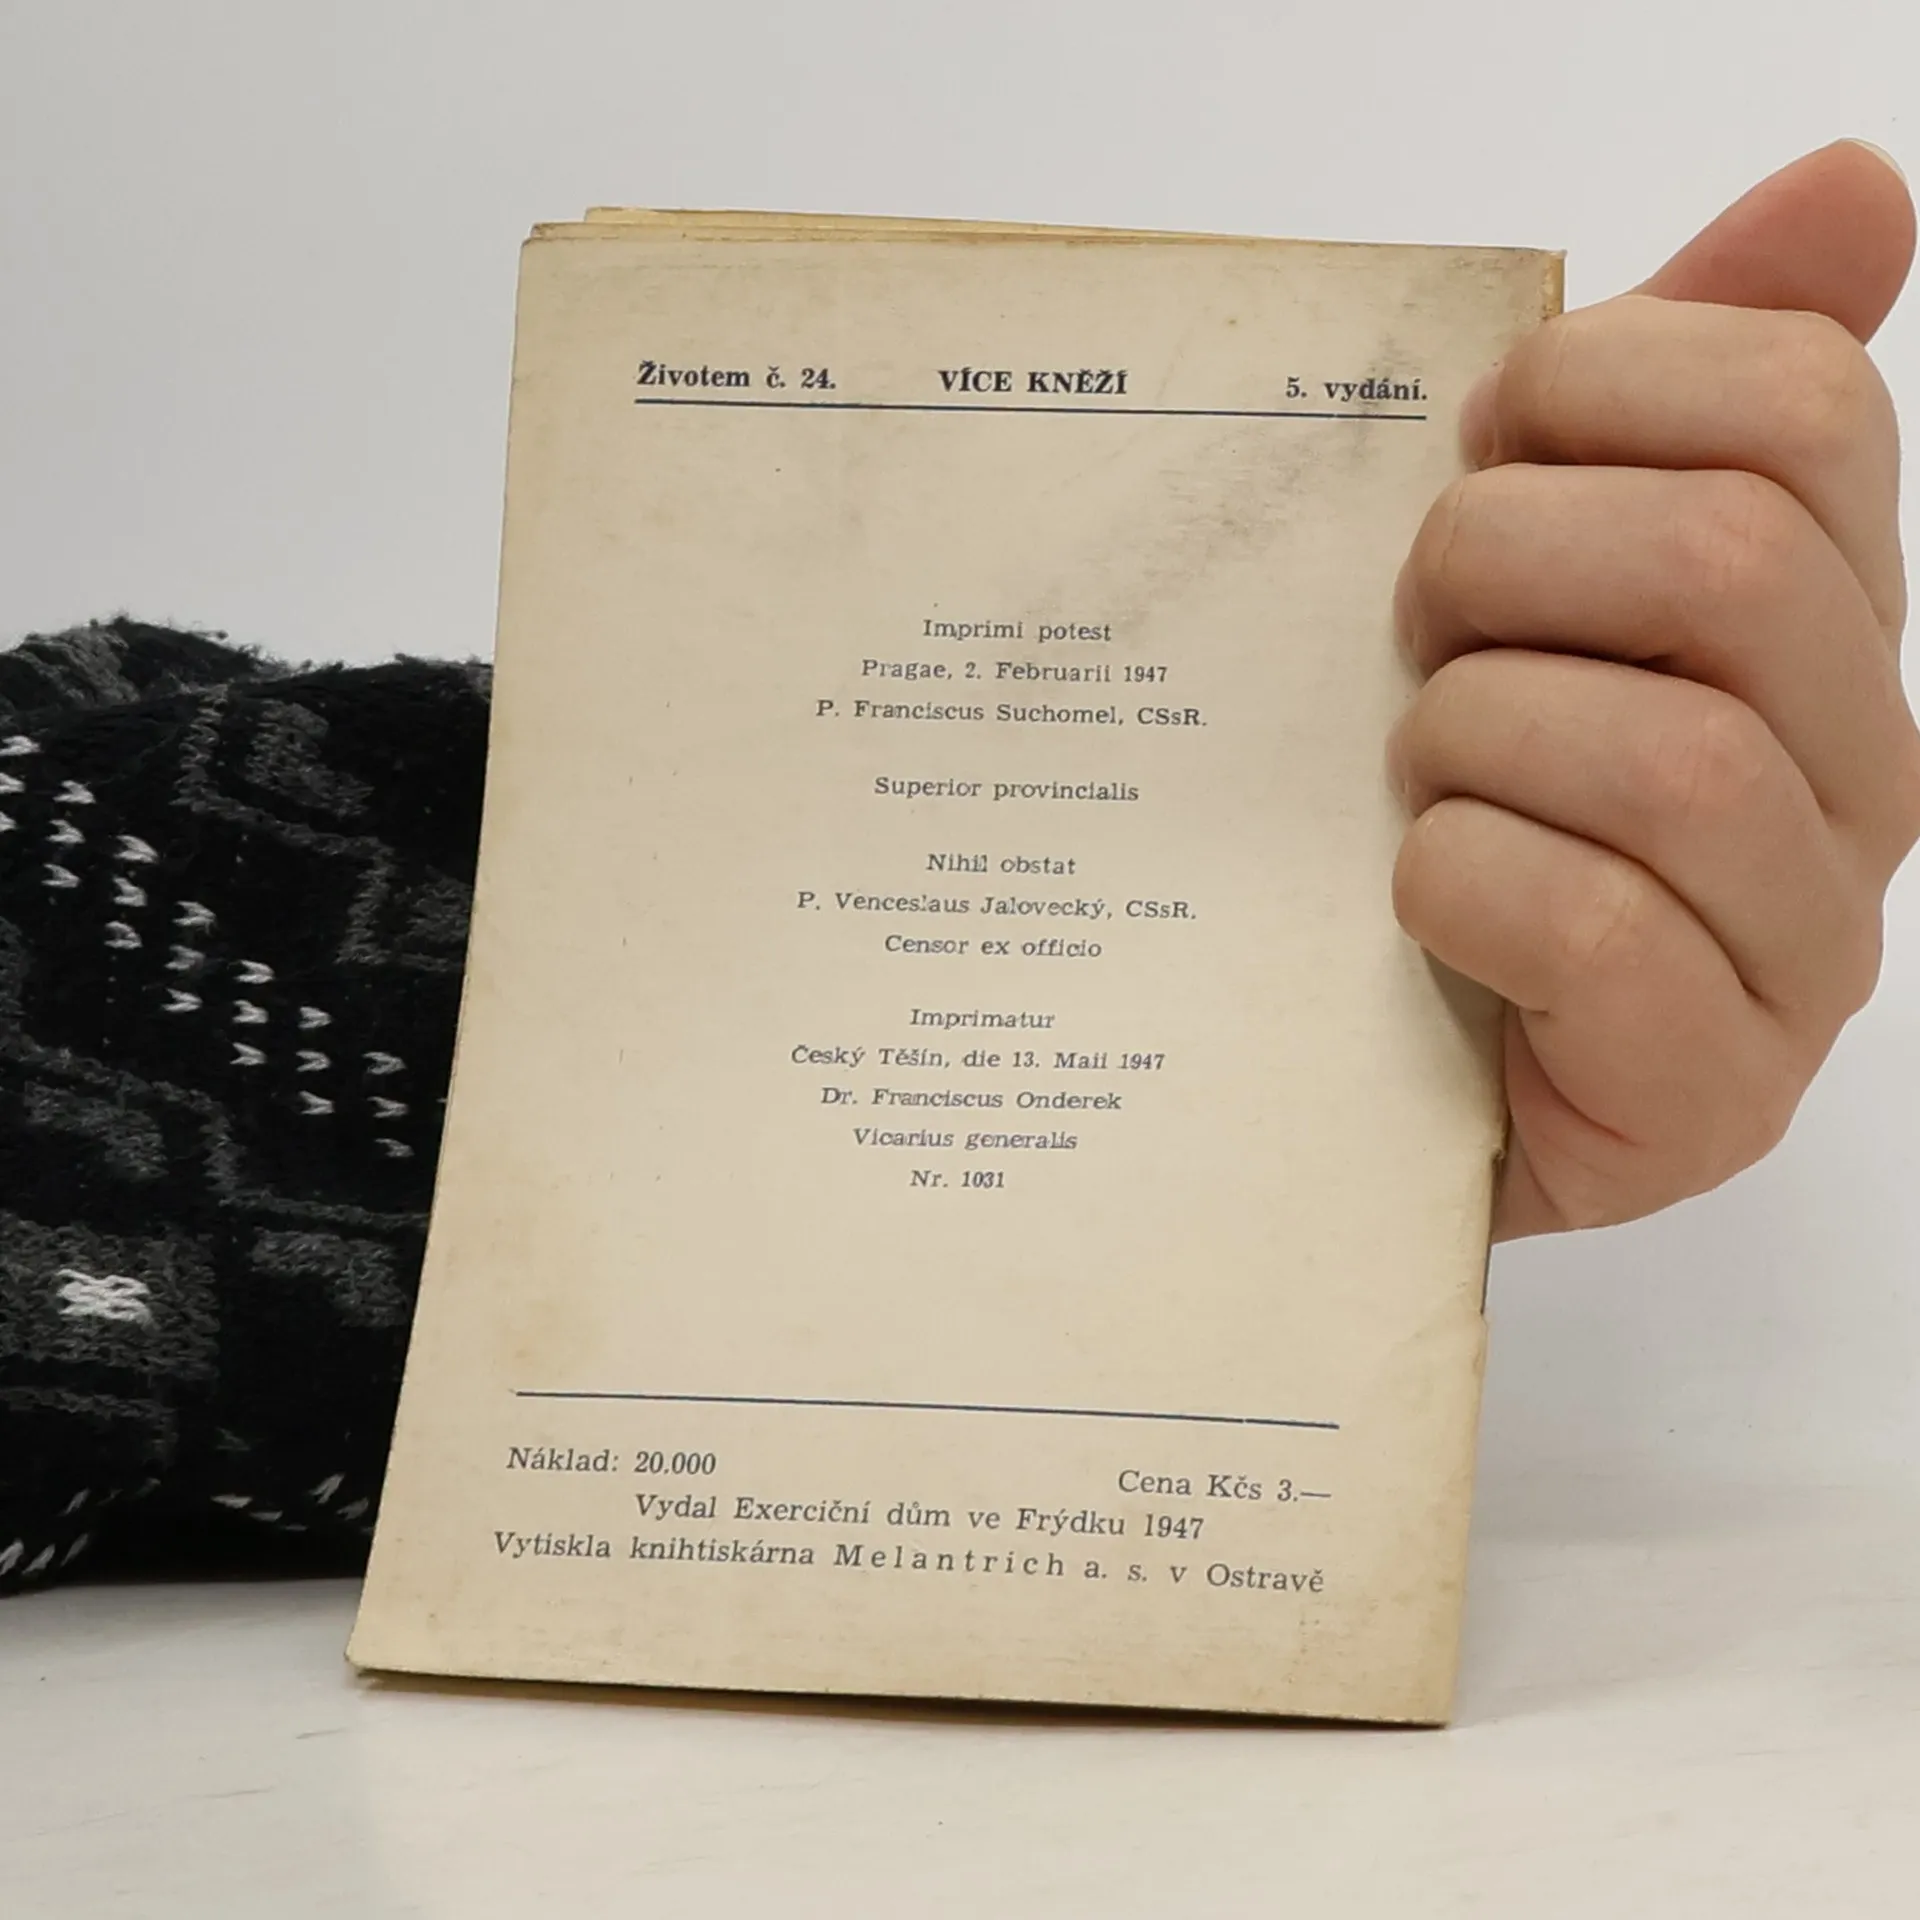 Životem č. 24. VÍCE KNĚŽÍ 5. vydání.
Imprimi potest
Pragae, 2. Februarii 1947
P. Franciscus Suchomel, CSsR.
Superior provincialis
Nihil obstat
P. Venceslaus Jalovecký, CSsR.
Censor ex officio
Imprimatur
Český Těšín, die 13. Maii 1947
Dr. Franciscus Onderek
Vicarius generalis
Nr. 1031
Náklad: 20.000 Cena Kčs 3.—
Vydal Exerciční dům ve Frýdku 1947
Vytiskla knihtiskárna Melantrich a. s. v Ostravě